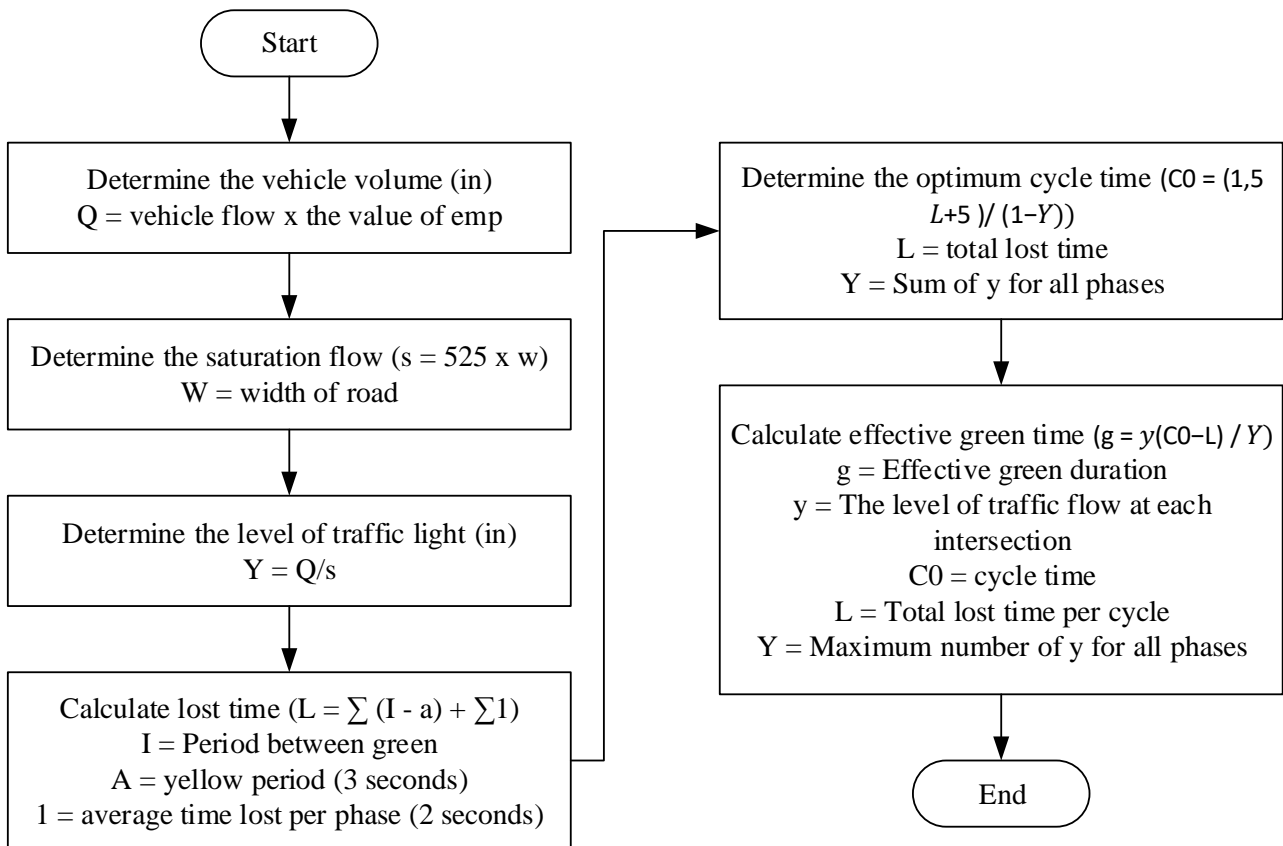 Start
Determine the vehicle volume (in)
Q = vehicle flow x the value of emp
Determine the saturation flow (s = 525 x w)
W = width of road
Determine the level of traffic light (in)
Y = Q/s
Calculate lost time (L = ∑ (I - a) + ∑1)
I = Period between green
A = yellow period (3 seconds)
1 = average time lost per phase (2 seconds)
Determine the optimum cycle time (C0 = (1,5
L+5 )/ (1−Y))
L = total lost time
Y = Sum of y for all phases
Calculate effective green time (g = y(C0−L) / Y)
g = Effective green duration
y = The level of traffic flow at each
intersection
C0 = cycle time
L = Total lost time per cycle
Y = Maximum number of y for all phases
End